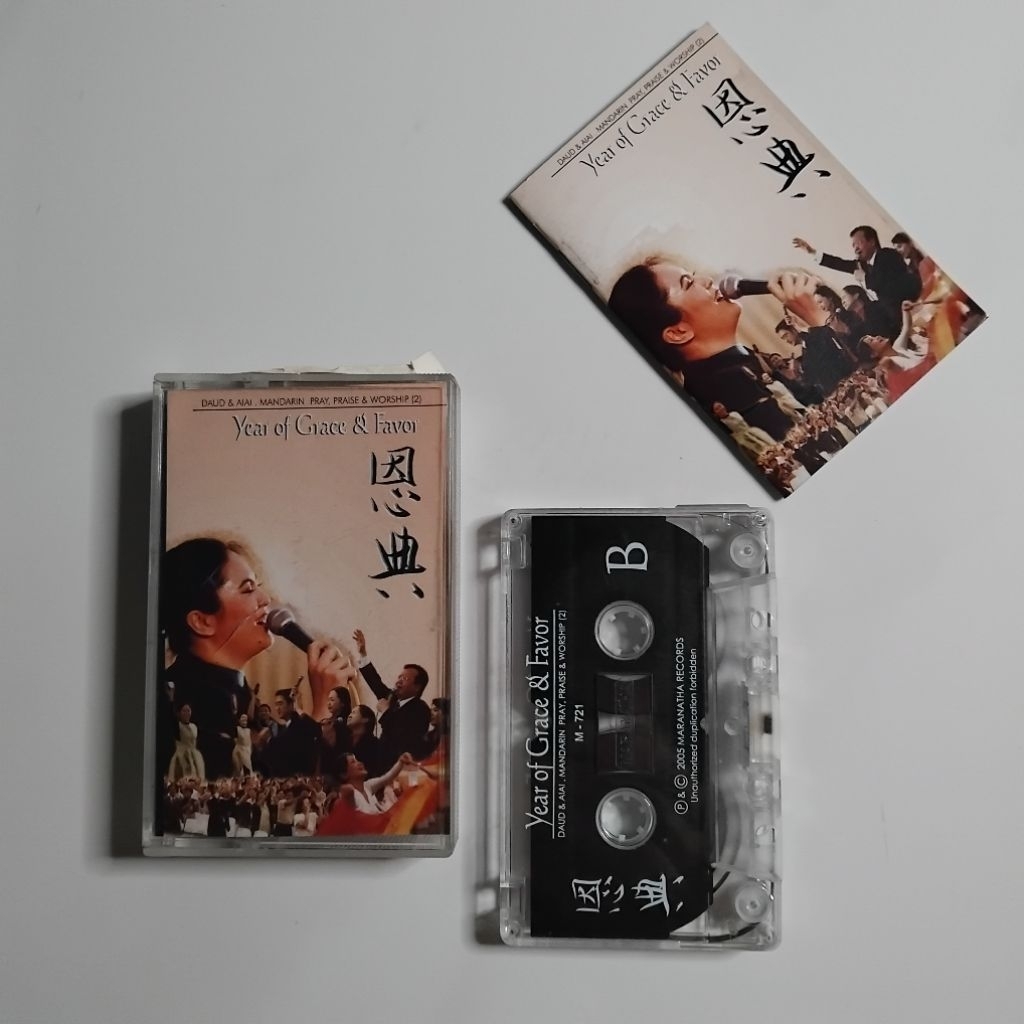 DAUD & AIAI . MANDARIN PRAY, PRAISE & WORSHIP (2)
Year of Grace & Favor
恩典
DAUD & AIAI . MANDARIN PRAY, PRAISE & WORSHIP (2)
Year of Grace & Favor
恩典
B
Year of Grace & Favor
DAUD & AIAI . MANDARIN PRAY, PRAISE & WORSHIP (2)
M - 721
Ⓟ & © 2005 MARANATHA RECORDS
Unauthorized duplication forbidden
恩典